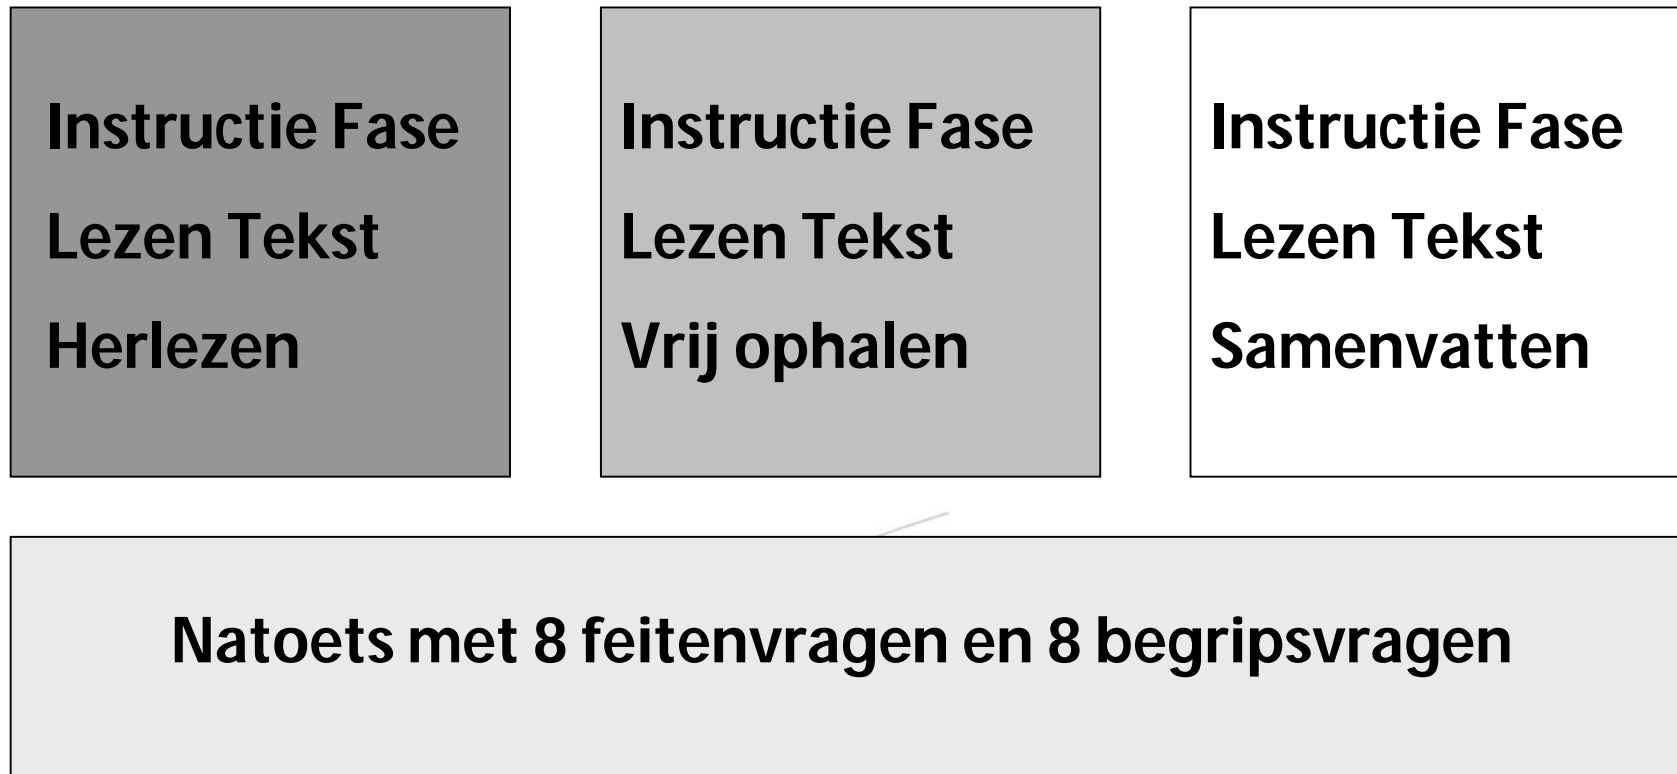 Instructie Fase
Lezen Tekst
Herlezen
Instructie Fase
Lezen Tekst
Vrij ophalen
Instructie Fase
Lezen Tekst
Samenvatten
Natoets met 8 feitenvragen en 8 begripsvragen